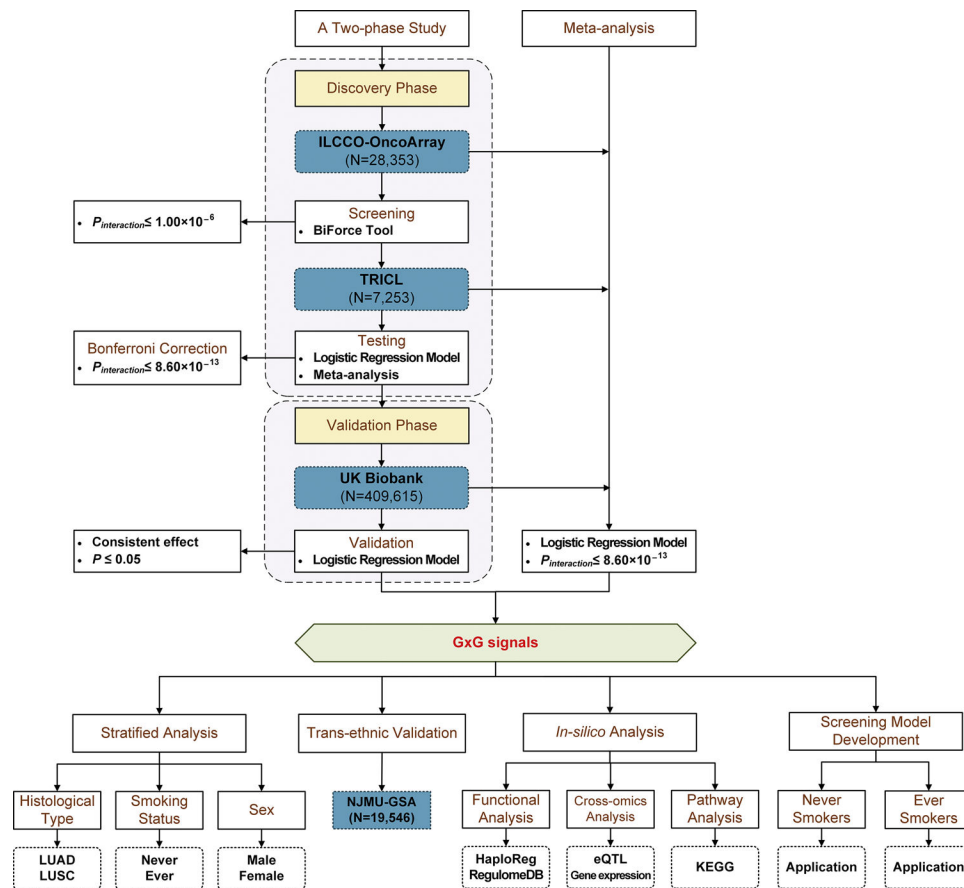 A Two-phase Study
Meta-analysis
Discovery Phase
ILCCO-OncoArray
(N=28,353)
Screening
• BiForce Tool
• Pinteraction≤ 1.00×10−6
TRICL
(N=7,253)
Testing
• Logistic Regression Model
• Meta-analysis
Bonferroni Correction
• Pinteraction≤ 8.60×10−13
Validation Phase
UK Biobank
(N=409,615)
Validation
• Logistic Regression Model
• Consistent effect
• P ≤ 0.05
• Logistic Regression Model
• Pinteraction≤ 8.60×10−13
GxG signals
Stratified Analysis
Trans-ethnic Validation
In-silico Analysis
Screening Model
Development
Histological
Type
Smoking
Status
Sex
NJMU-GSA
(N=19,546)
Functional
Analysis
Cross-omics
Analysis
Pathway
Analysis
Never
Smokers
Ever
Smokers
LUAD
LUSC
Never
Ever
Male
Female
HaploReg
RegulomeDB
eQTL
Gene expression
KEGG
Application
Application